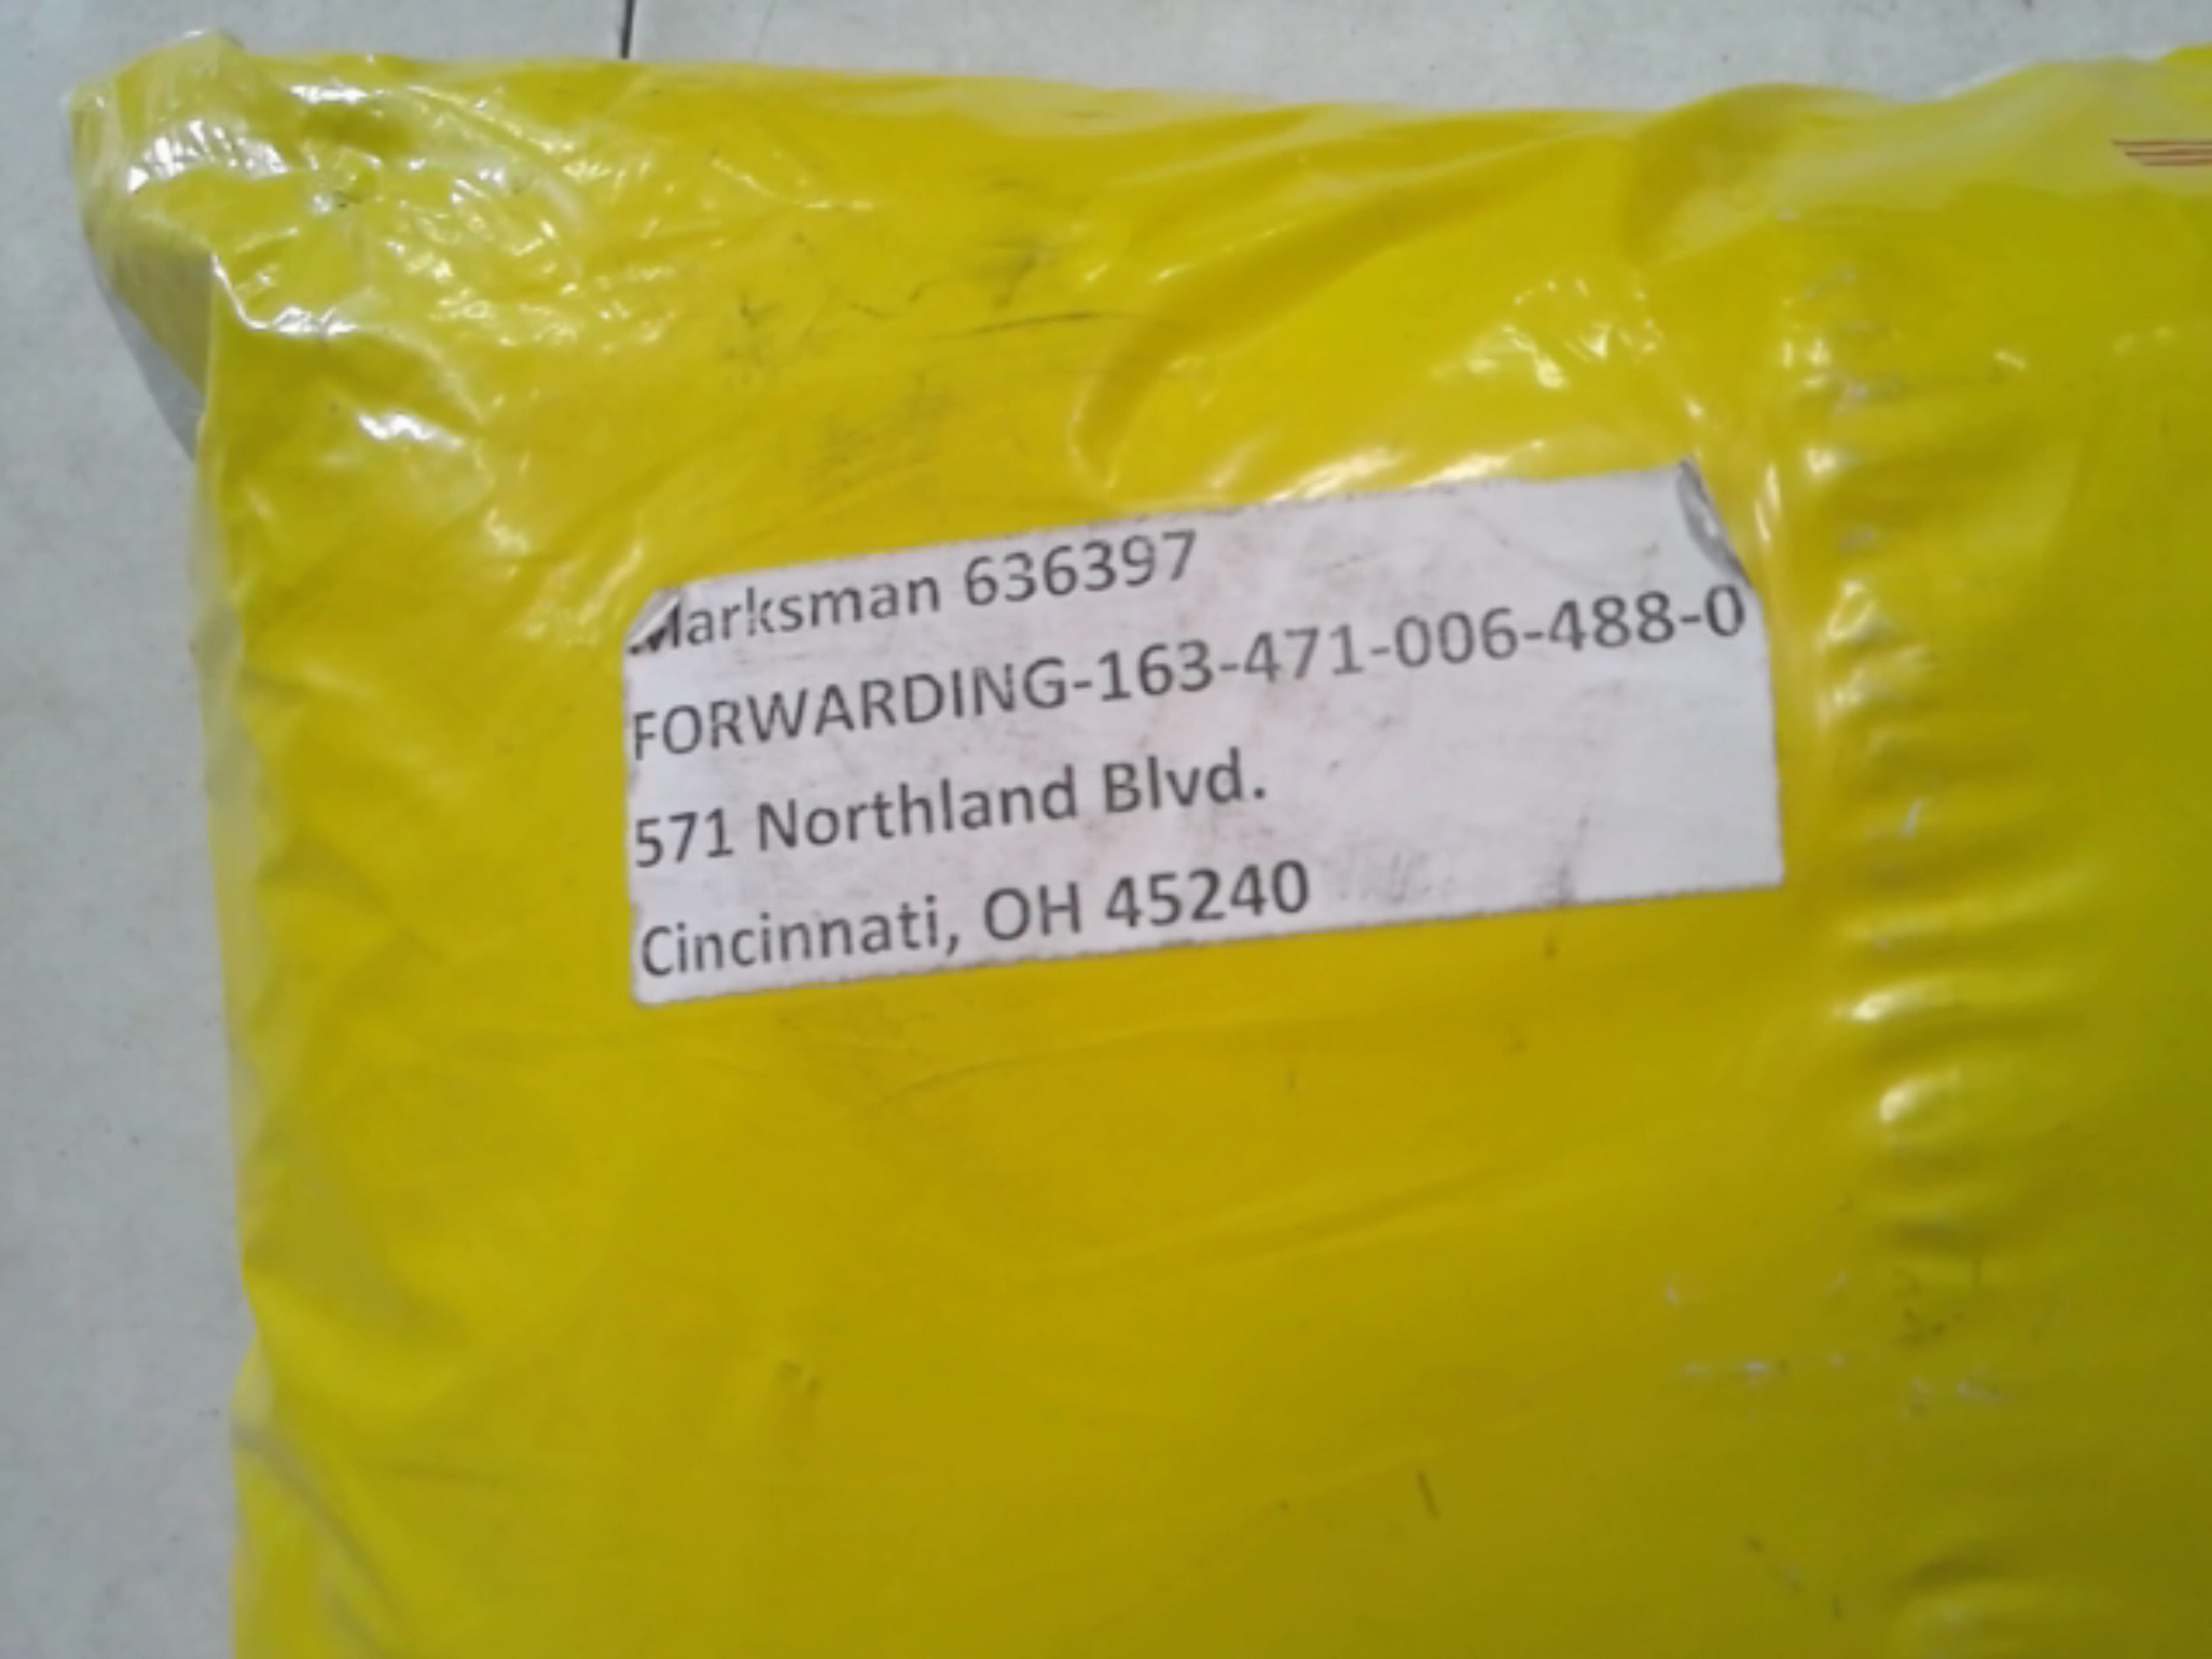 Marksman 636397
FORWARDING-163-471-006-488-0
571 Northland Blvd.
Cincinnati, OH 45240